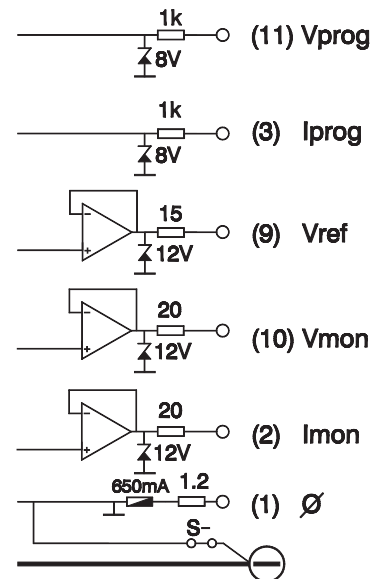 1k
(11) Vprog
8V
1k
(3) Iprog
8V
15
(9) Vref
12V
20
(10) Vmon
12V
20
(2) Imon
12V
650mA 1.2
(1) Ø
S–